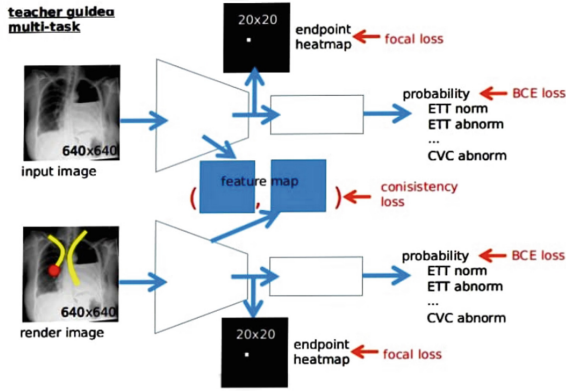 teacher guided
multi-task
20x20
endpoint
heatmap
focal loss
640x640
input image
probability
BCE loss
ETT norm
ETT abnorm
...
CVC abnorm
feature map
( , )
conisistency
loss
640x640
render image
probability
BCE loss
ETT norm
ETT abnorm
...
CVC abnorm
20x20
endpoint
heatmap
focal loss